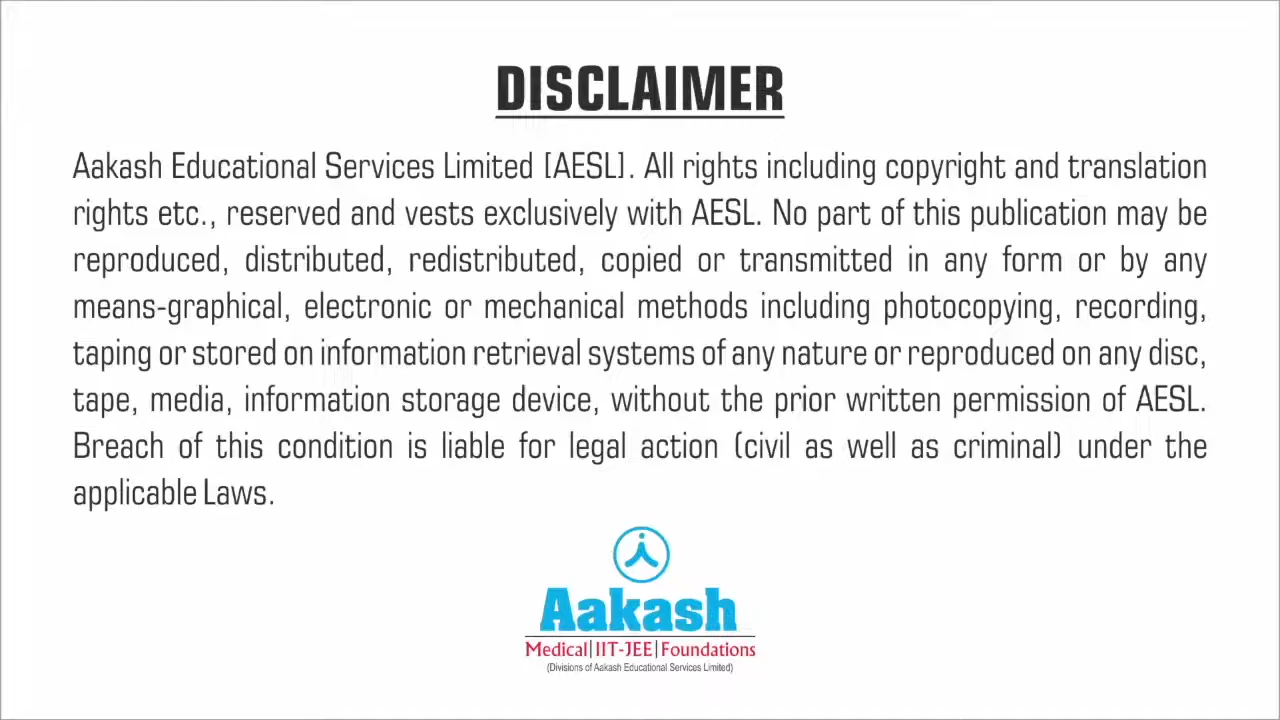 DISCLAIMER
Aakash Educational Services Limited [AESL]. All rights including copyright and translation
rights etc., reserved and vests exclusively with AESL. No part of this publication may be
reproduced, distributed, redistributed, copied or transmitted in any form or by any
means-graphical, electronic or mechanical methods including photocopying, recording,
taping or stored on information retrieval systems of any nature or reproduced on any disc,
tape, media, information storage device, without the prior written permission of AESL.
Breach of this condition is liable for legal action (civil as well as criminal) under the
applicable Laws.
Aakash
Medical|IIT-JEE|Foundations
(Divisions of Aakash Educational Services Limited)